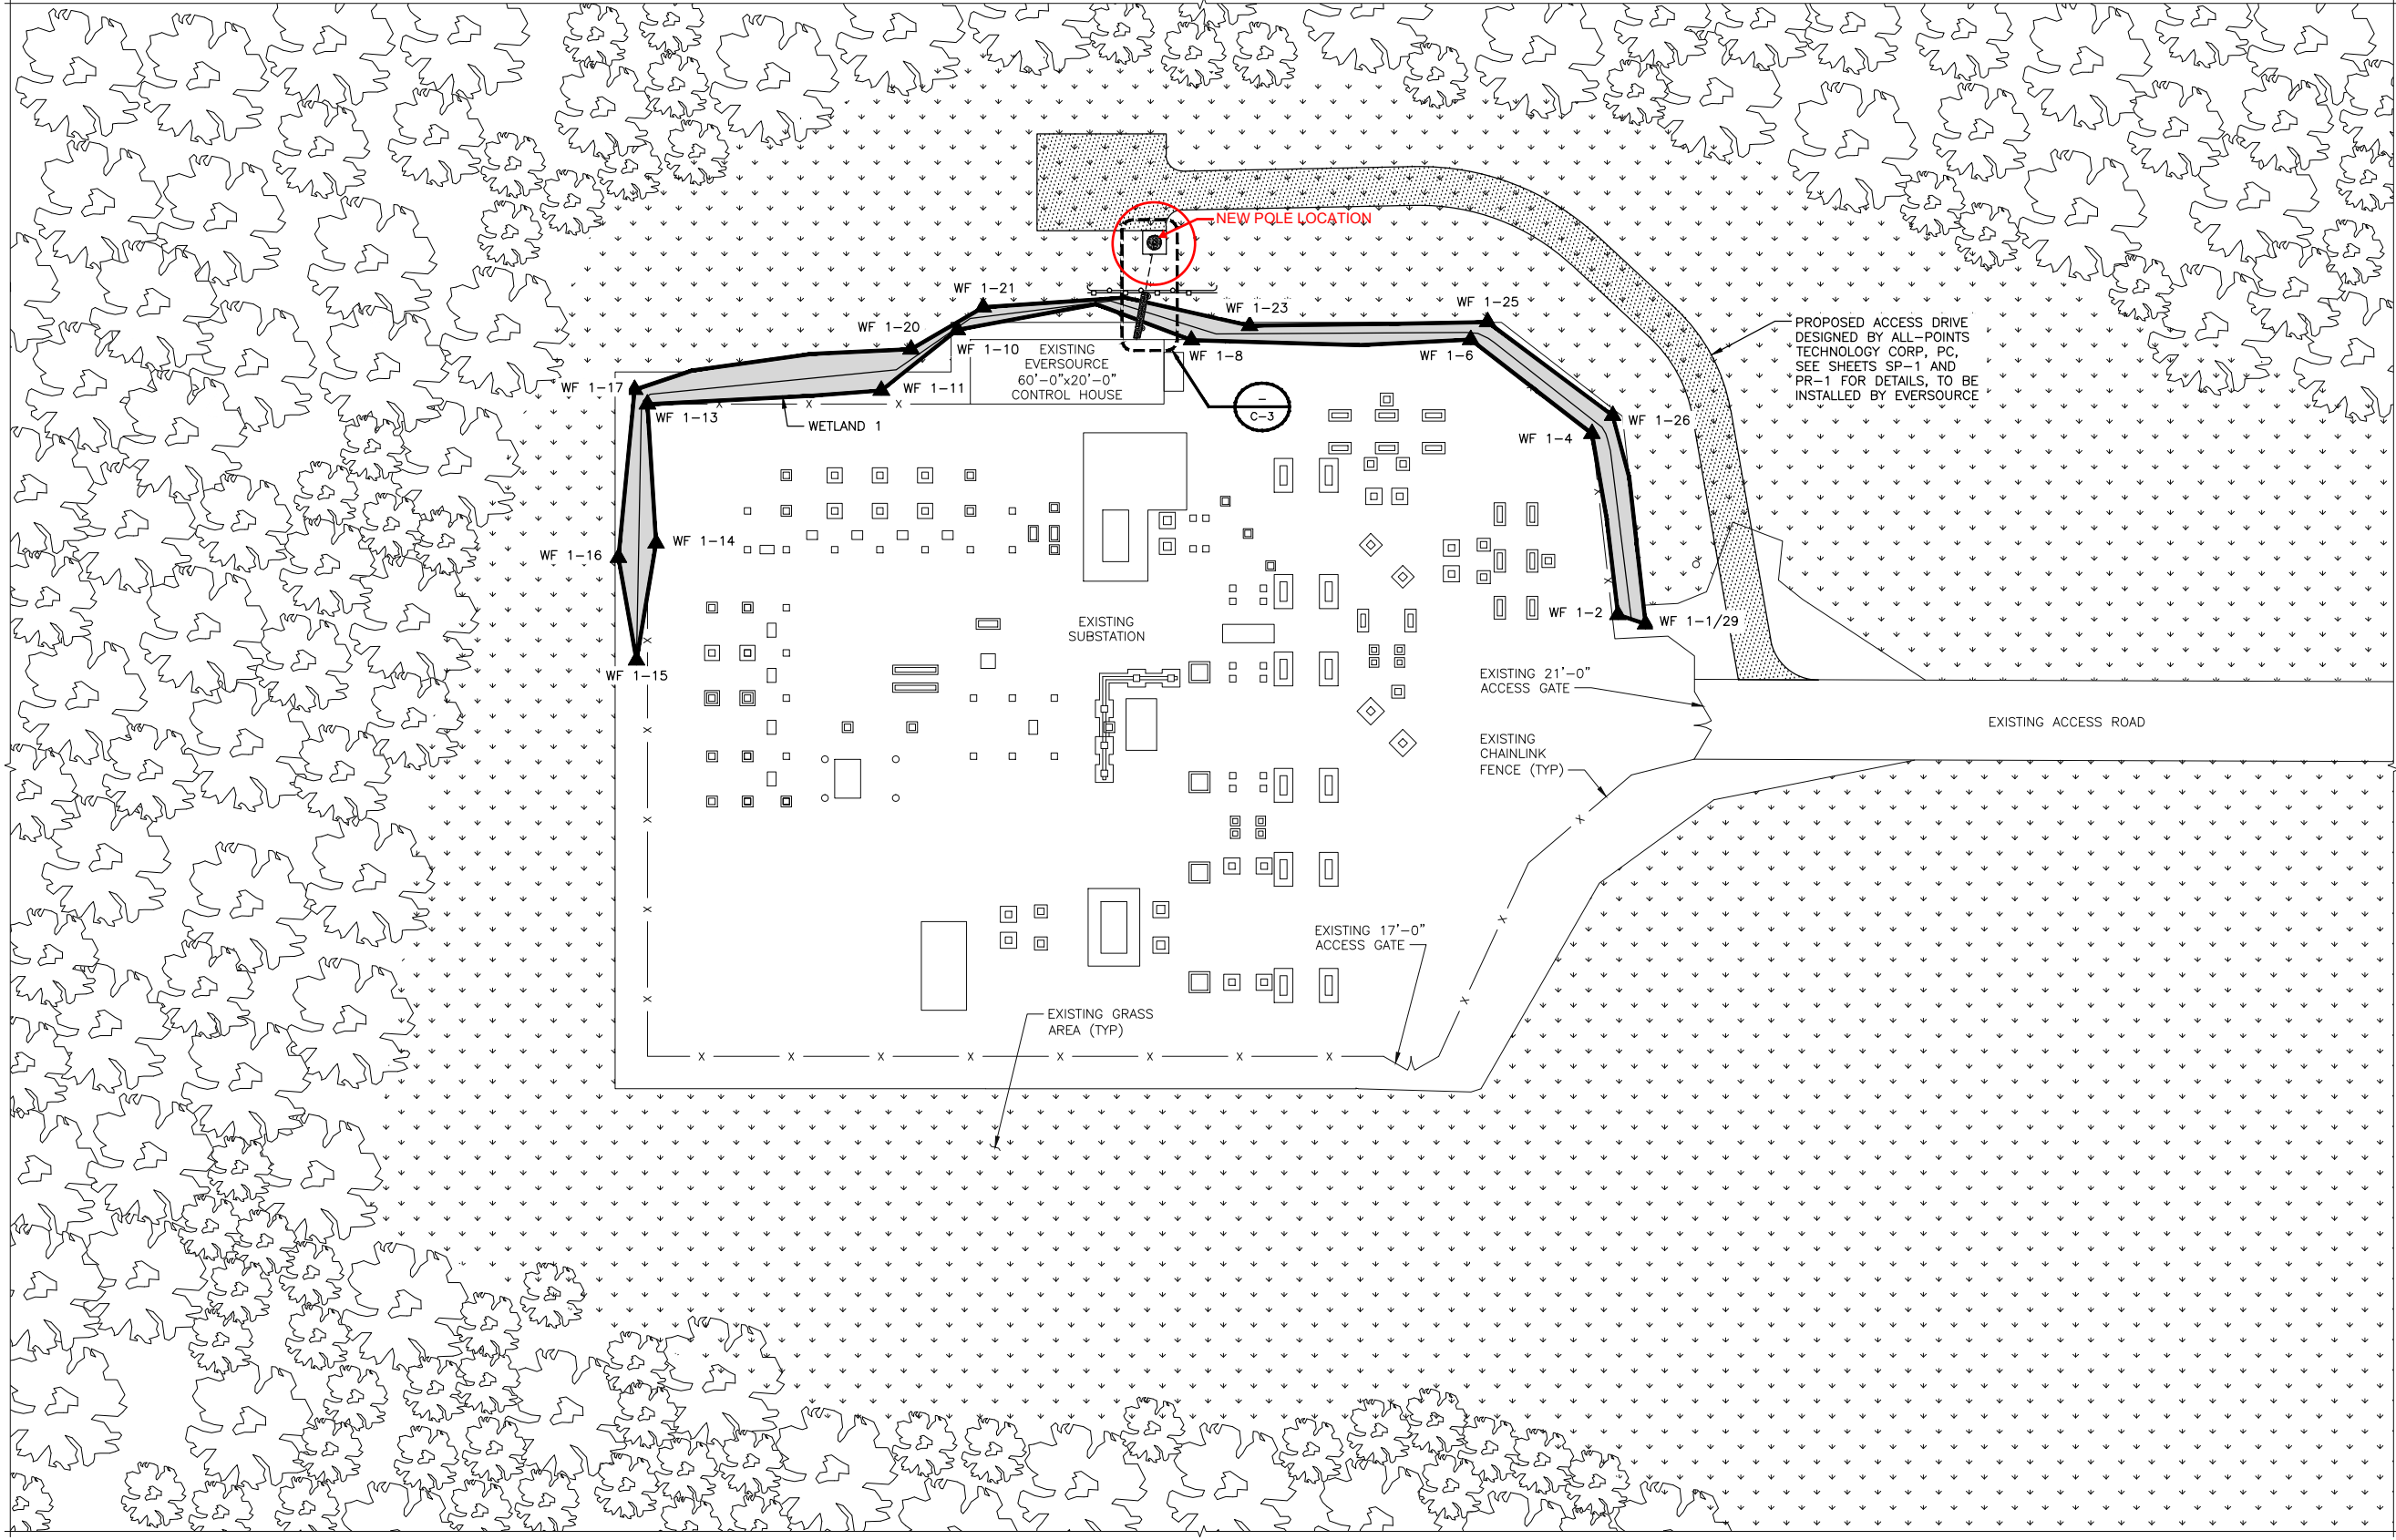 NEW POLE LOCATION
WF 1-21
WF 1-23
WF 1-25
WF 1-20
WF 1-10
WF 1-8
WF 1-6
PROPOSED ACCESS DRIVE
DESIGNED BY ALL-POINTS
TECHNOLOGY CORP, PC,
SEE SHEETS SP-1 AND
PR-1 FOR DETAILS, TO BE
INSTALLED BY EVERSOURCE
EXISTING
EVERSOURCE
60'-0"x20'-0"
CONTROL HOUSE
WF 1-17
WF 1-11
WF 1-13
WETLAND 1
-
C-3
WF 1-26
WF 1-4
WF 1-16
WF 1-14
WF 1-2
WF 1-1/29
EXISTING
SUBSTATION
WF 1-15
EXISTING 21'-0"
ACCESS GATE
EXISTING ACCESS ROAD
EXISTING
CHAINLINK
FENCE (TYP)
EXISTING 17'-0"
ACCESS GATE
EXISTING GRASS
AREA (TYP)